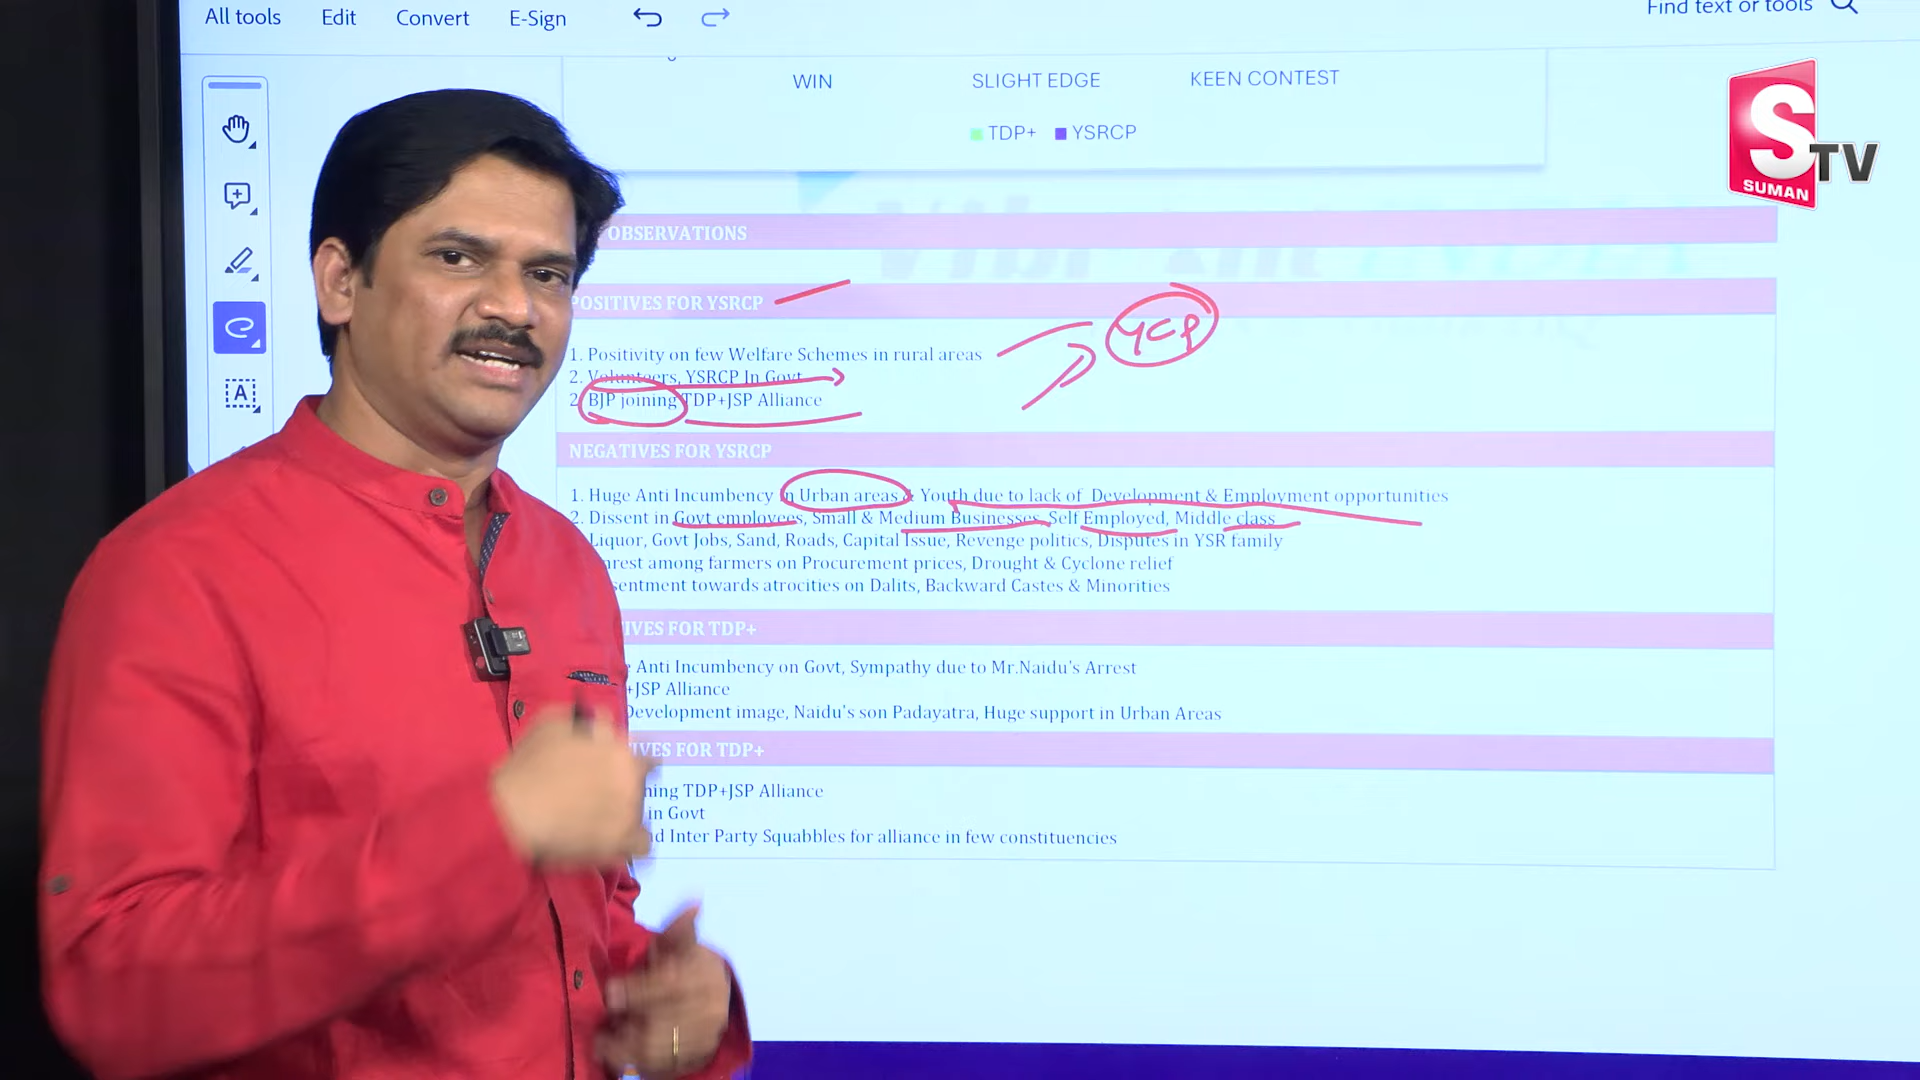 All tools Edit Convert E-Sign Find text or tools
WIN SLIGHT EDGE KEEN CONTEST
TDP+ YSRCP
S TV
SUMAN
OBSERVATIONS
POSITIVES FOR YSRCP
YCP
1. Positivity on few Welfare Schemes in rural areas
2. Volunteers, YSRCP In Govt
2. BJP joining TDP+JSP Alliance
NEGATIVES FOR YSRCP
1. Huge Anti Incumbency in Urban areas & Youth due to lack of Development & Employment opportunities
2. Dissent in Govt employees, Small & Medium Businesses, Self Employed, Middle class
Liquor, Govt Jobs, Sand, Roads, Capital Issue, Revenge politics, Disputes in YSR family
nrest among farmers on Procurement prices, Drought & Cyclone relief
sentment towards atrocities on Dalits, Backward Castes & Minorities
IVES FOR TDP+
Anti Incumbency on Govt, Sympathy due to Mr.Naidu's Arrest
+JSP Alliance
Development image, Naidu's son Padayatra, Huge support in Urban Areas
IVES FOR TDP+
ning TDP+JSP Alliance
in Govt
nd Inter Party Squabbles for alliance in few constituencies